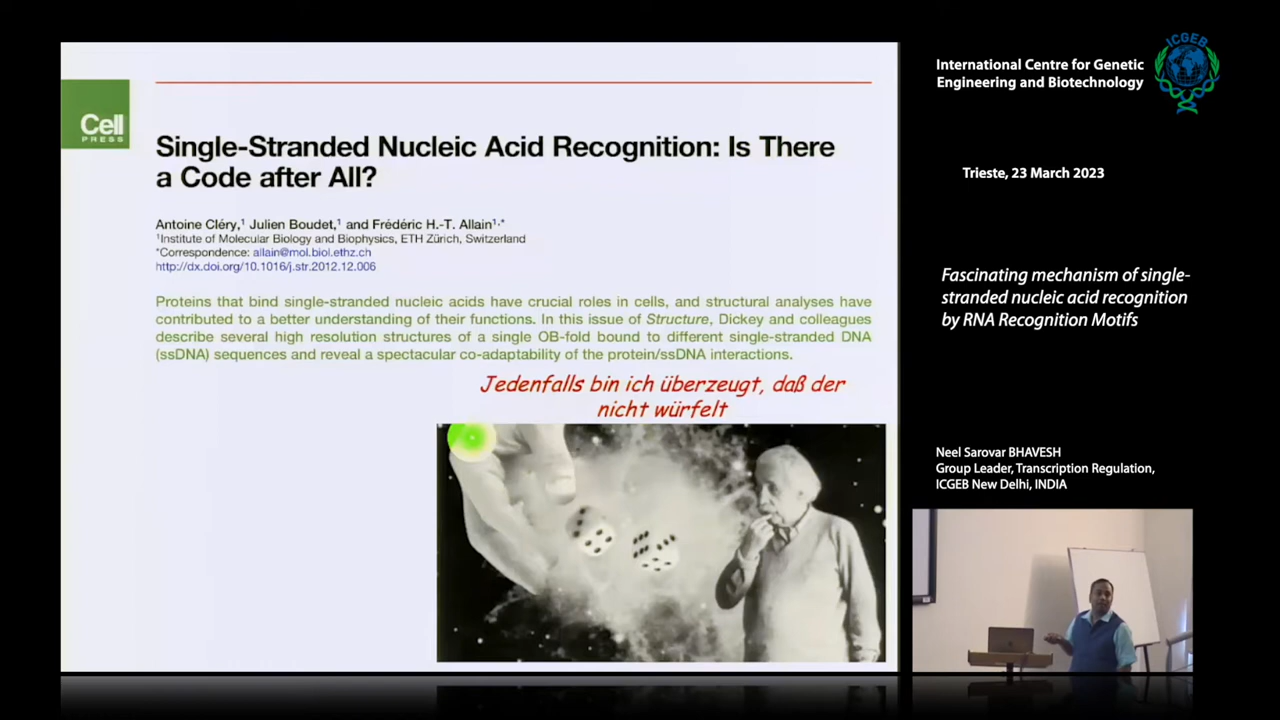 Cell
PRESS
Single-Stranded Nucleic Acid Recognition: Is There
a Code after All?
Antoine Cléry,¹ Julien Boudet,¹ and Frédéric H.-T. Allain¹,*
¹Institute of Molecular Biology and Biophysics, ETH Zürich, Switzerland
*Correspondence: allain@mol.biol.ethz.ch
http://dx.doi.org/10.1016/j.str.2012.12.006
Proteins that bind single-stranded nucleic acids have crucial roles in cells, and structural analyses have
contributed to a better understanding of their functions. In this issue of Structure, Dickey and colleagues
describe several high resolution structures of a single OB-fold bound to different single-stranded DNA
(ssDNA) sequences and reveal a spectacular co-adaptability of the protein/ssDNA interactions.
Jedenfalls bin ich überzeugt, daß der
nicht würfelt
International Centre for Genetic
Engineering and Biotechnology
ICGEB
Trieste, 23 March 2023
Fascinating mechanism of single-
stranded nucleic acid recognition
by RNA Recognition Motifs
Neel Sarovar BHAVESH
Group Leader, Transcription Regulation,
ICGEB New Delhi, INDIA